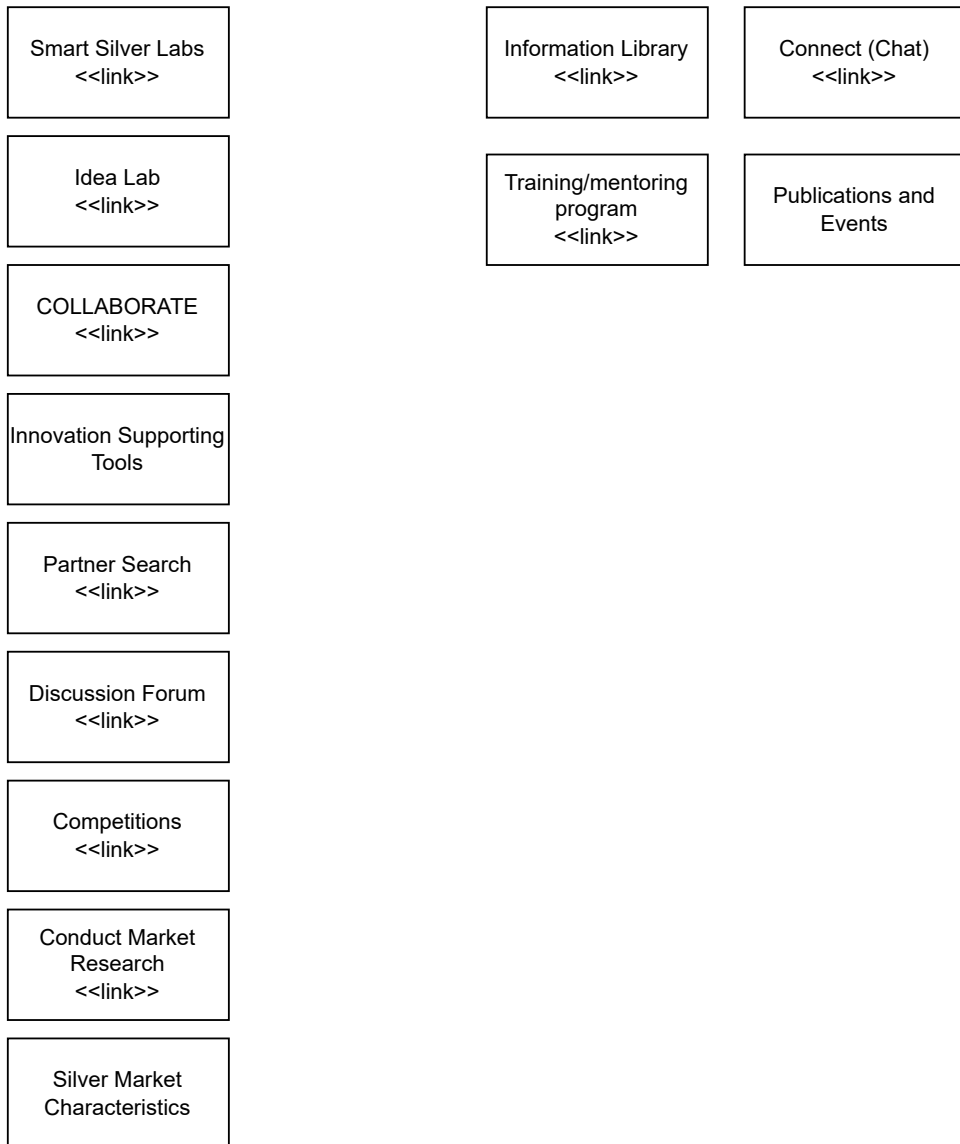 Smart Silver Labs
<<link>>
Idea Lab
<<link>>
COLLABORATE
<<link>>
Innovation Supporting
Tools
Partner Search
<<link>>
Discussion Forum
<<link>>
Competitions
<<link>>
Conduct Market
Research
<<link>>
Silver Market
Characteristics
Information Library
<<link>>
Connect (Chat)
<<link>>
Training/mentoring
program
<<link>>
Publications and
Events